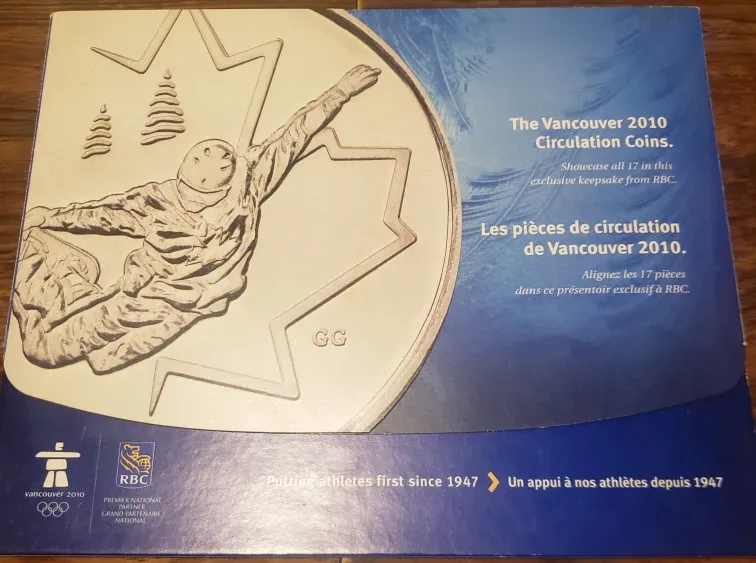 The Vancouver 2010
Circulation Coins.
Showcase all 17 in this
exclusive keepsake from RBC.
Les pièces de circulation
de Vancouver 2010.
Alignez les 17 pièces
dans ce présentoir exclusif à RBC.
GG
vancouver 2010
RBC
PREMIER NATIONAL
PARTNER
GRAND PARTENAIRE
NATIONAL
Putting athletes first since 1947 > Un appui à nos athlètes depuis 1947